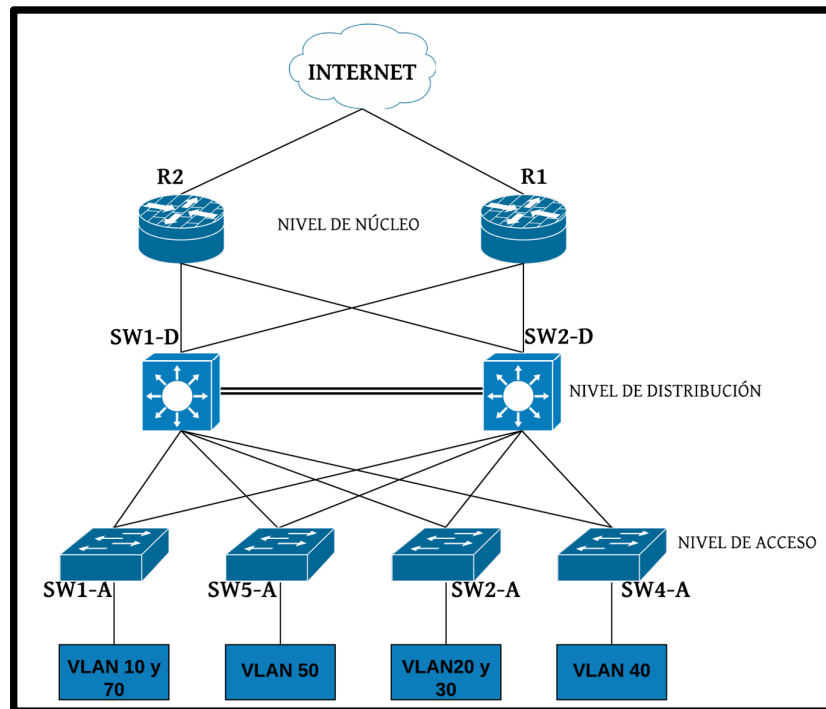 INTERNET
R2
R1
NIVEL DE NÚCLEO
SW1-D
SW2-D
NIVEL DE DISTRIBUCIÓN
NIVEL DE ACCESO
SW1-A
SW5-A
SW2-A
SW4-A
VLAN 10 y
70
VLAN 50
VLAN20 y
30
VLAN 40